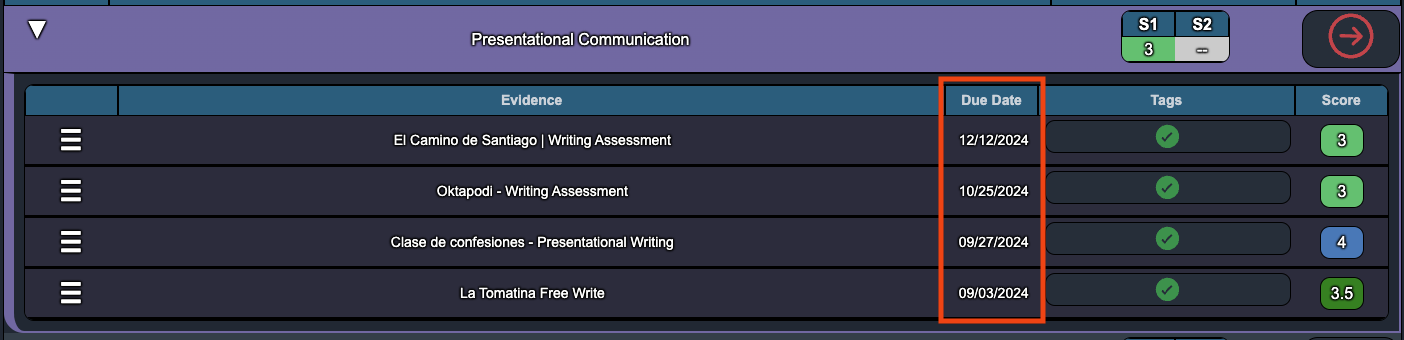 S1 S2
Presentational Communication
3 --
Evidence Due Date Tags Score
El Camino de Santiago | Writing Assessment 12/12/2024 3
Oktapodi - Writing Assessment 10/25/2024 3
Clase de confesiones - Presentational Writing 09/27/2024 4
La Tomatina Free Write 09/03/2024 3.5